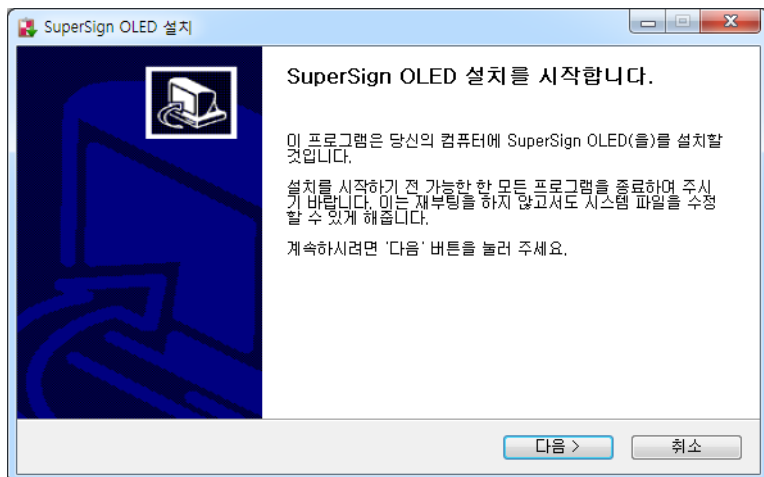 SuperSign OLED 설치
SuperSign OLED 설치를 시작합니다.
이 프로그램은 당신의 컴퓨터에 SuperSign OLED(을)를 설치할
것입니다.
설치를 시작하기 전 가능한 한 모든 프로그램을 종료하여 주시
기 바랍니다. 이는 재부팅을 하지 않고서도 시스템 파일을 수정
할 수 있게 해줍니다.
계속하시려면 '다음' 버튼을 눌러 주세요.
다음 >
취소